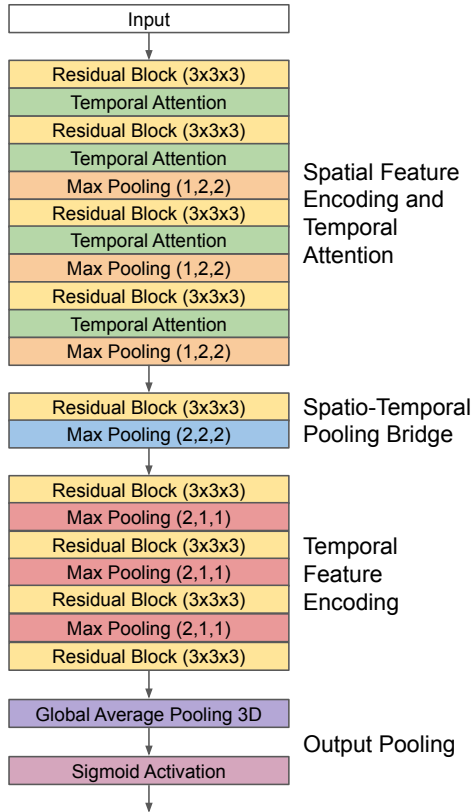 Input
Residual Block (3x3x3)
Temporal Attention
Residual Block (3x3x3)
Temporal Attention
Max Pooling (1,2,2)
Residual Block (3x3x3)
Temporal Attention
Max Pooling (1,2,2)
Residual Block (3x3x3)
Temporal Attention
Max Pooling (1,2,2)
Spatial Feature
Encoding and
Temporal
Attention
Residual Block (3x3x3)
Max Pooling (2,2,2)
Spatio-Temporal
Pooling Bridge
Residual Block (3x3x3)
Max Pooling (2,1,1)
Residual Block (3x3x3)
Max Pooling (2,1,1)
Residual Block (3x3x3)
Max Pooling (2,1,1)
Residual Block (3x3x3)
Temporal
Feature
Encoding
Global Average Pooling 3D
Sigmoid Activation
Output Pooling